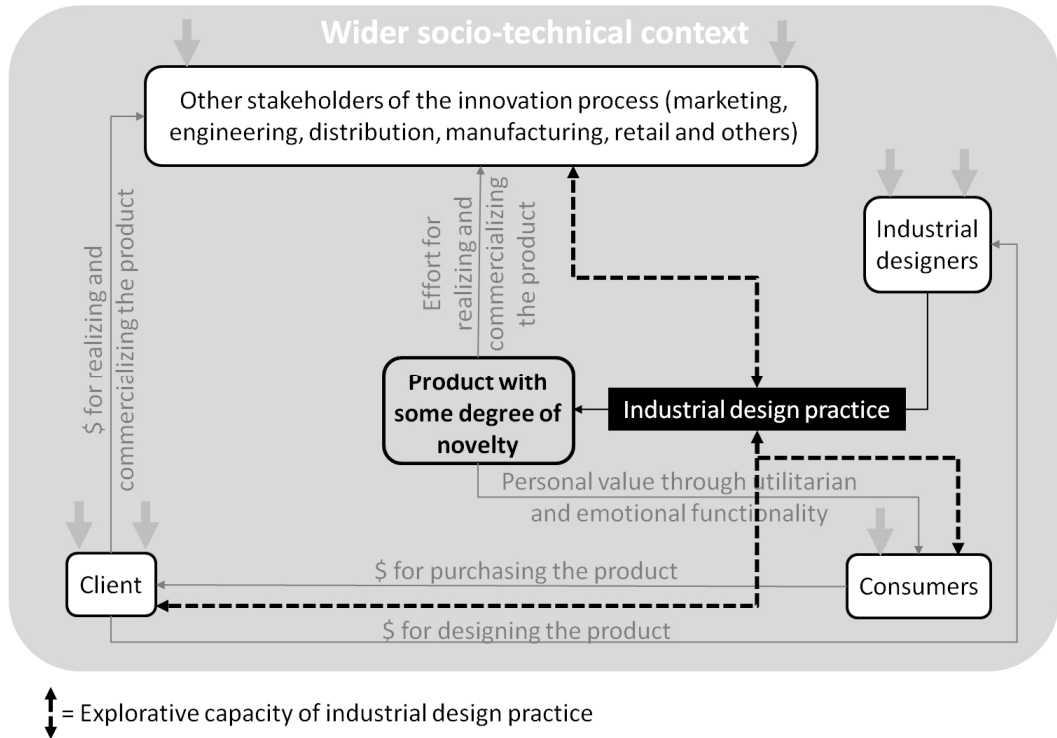 Wider socio-technical context
Other stakeholders of the innovation process (marketing,
engineering, distribution, manufacturing, retail and others)
Industrial
designers
$ for realizing and
commercializing the product
Effort for
realizing and
commercializing
the product
Product with
some degree of
novelty
Industrial design practice
Personal value through utilitarian
and emotional functionality
Client
$ for purchasing the product
Consumers
$ for designing the product
= Explorative capacity of industrial design practice